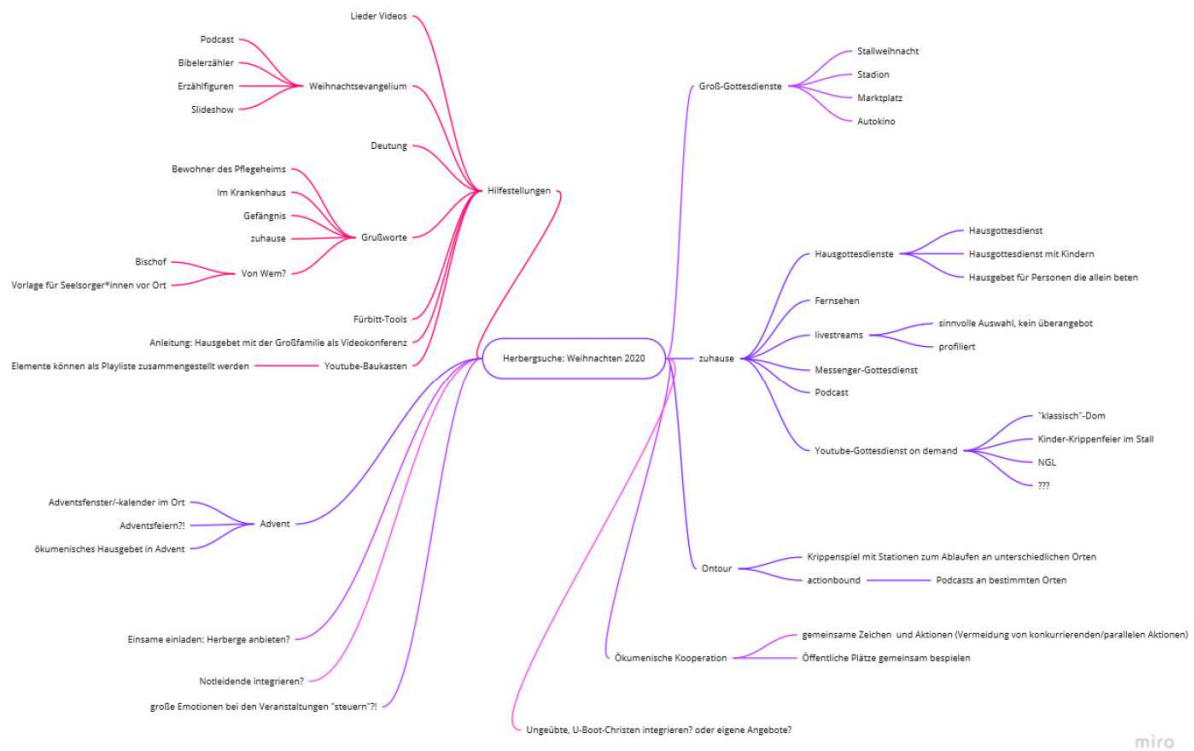 Lieder Videos
Podcast
Bibelerzähler
Erzählfiguren
Slideshow
Weihnachtsevangelium
Deutung
Bewohner des Pflegeheims
Im Krankenhaus
Gefängnis
zuhause
Grußworte
Bischof
Von Wem?
Vorlage für Seelsorger*innen vor Ort
Hilfestellungen
Fürbitt-Tools
Anleitung: Hausgebet mit der Großfamilie als Videokonferenz
Elemente können als Playliste zusammengestellt werden
Youtube-Baukasten
Herbergsuche: Weihnachten 2020
Adventsfenster/-kalender im Ort
Adventsfeiern?!
ökumenisches Hausgebet in Advent
Advent
Einsame einladen: Herberge anbieten?
Notleidende integrieren?
große Emotionen bei den Veranstaltungen "steuern"?!
Groß-Gottesdienste
Stallweihnacht
Stadion
Marktplatz
Autokino
zuhause
Hausgottesdienste
Hausgottesdienst
Hausgottesdienst mit Kindern
Hausgebet für Personen die allein beten
Fernsehen
livestreams
sinnvolle Auswahl, kein überangebot
profiliert
Messenger-Gottesdienst
Podcast
Youtube-Gottesdienst on demand
"klassisch"-Dom
Kinder-Krippenfeier im Stall
NGL
???
Ontour
Krippenspiel mit Stationen zum Ablaufen an unterschiedlichen Orten
actionbound
Podcasts an bestimmten Orten
Ökumenische Kooperation
gemeinsame Zeichen und Aktionen (Vermeidung von konkurrierenden/parallelen Aktionen)
Öffentliche Plätze gemeinsam bespielen
Ungeübte, U-Boot-Christen integrieren? oder eigene Angebote?
miro